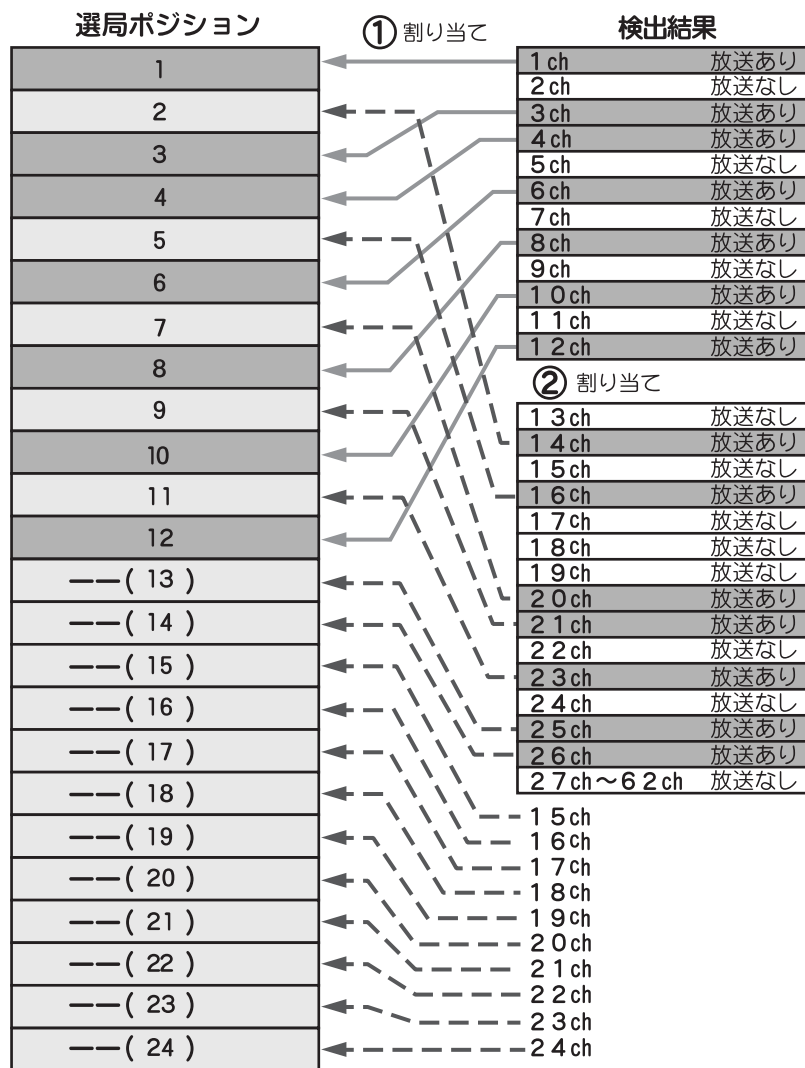 選局ポジション
1
2
3
4
5
6
7
8
9
10
11
12
——( 13 )
——( 14 )
——( 15 )
——( 16 )
——( 17 )
——( 18 )
——( 19 )
——( 20 )
——( 21 )
——( 22 )
——( 23 )
——( 24 )
① 割り当て
検出結果
1ch 放送あり
2ch 放送なし
3ch 放送あり
4ch 放送あり
5ch 放送なし
6ch 放送あり
7ch 放送なし
8ch 放送あり
9ch 放送なし
10ch 放送あり
11ch 放送なし
12ch 放送あり
② 割り当て
13ch 放送なし
14ch 放送あり
15ch 放送なし
16ch 放送あり
17ch 放送なし
18ch 放送なし
19ch 放送なし
20ch 放送あり
21ch 放送あり
22ch 放送なし
23ch 放送あり
24ch 放送なし
25ch 放送あり
26ch 放送あり
27ch〜62ch 放送なし
15ch
16ch
17ch
18ch
19ch
20ch
21ch
22ch
23ch
24ch